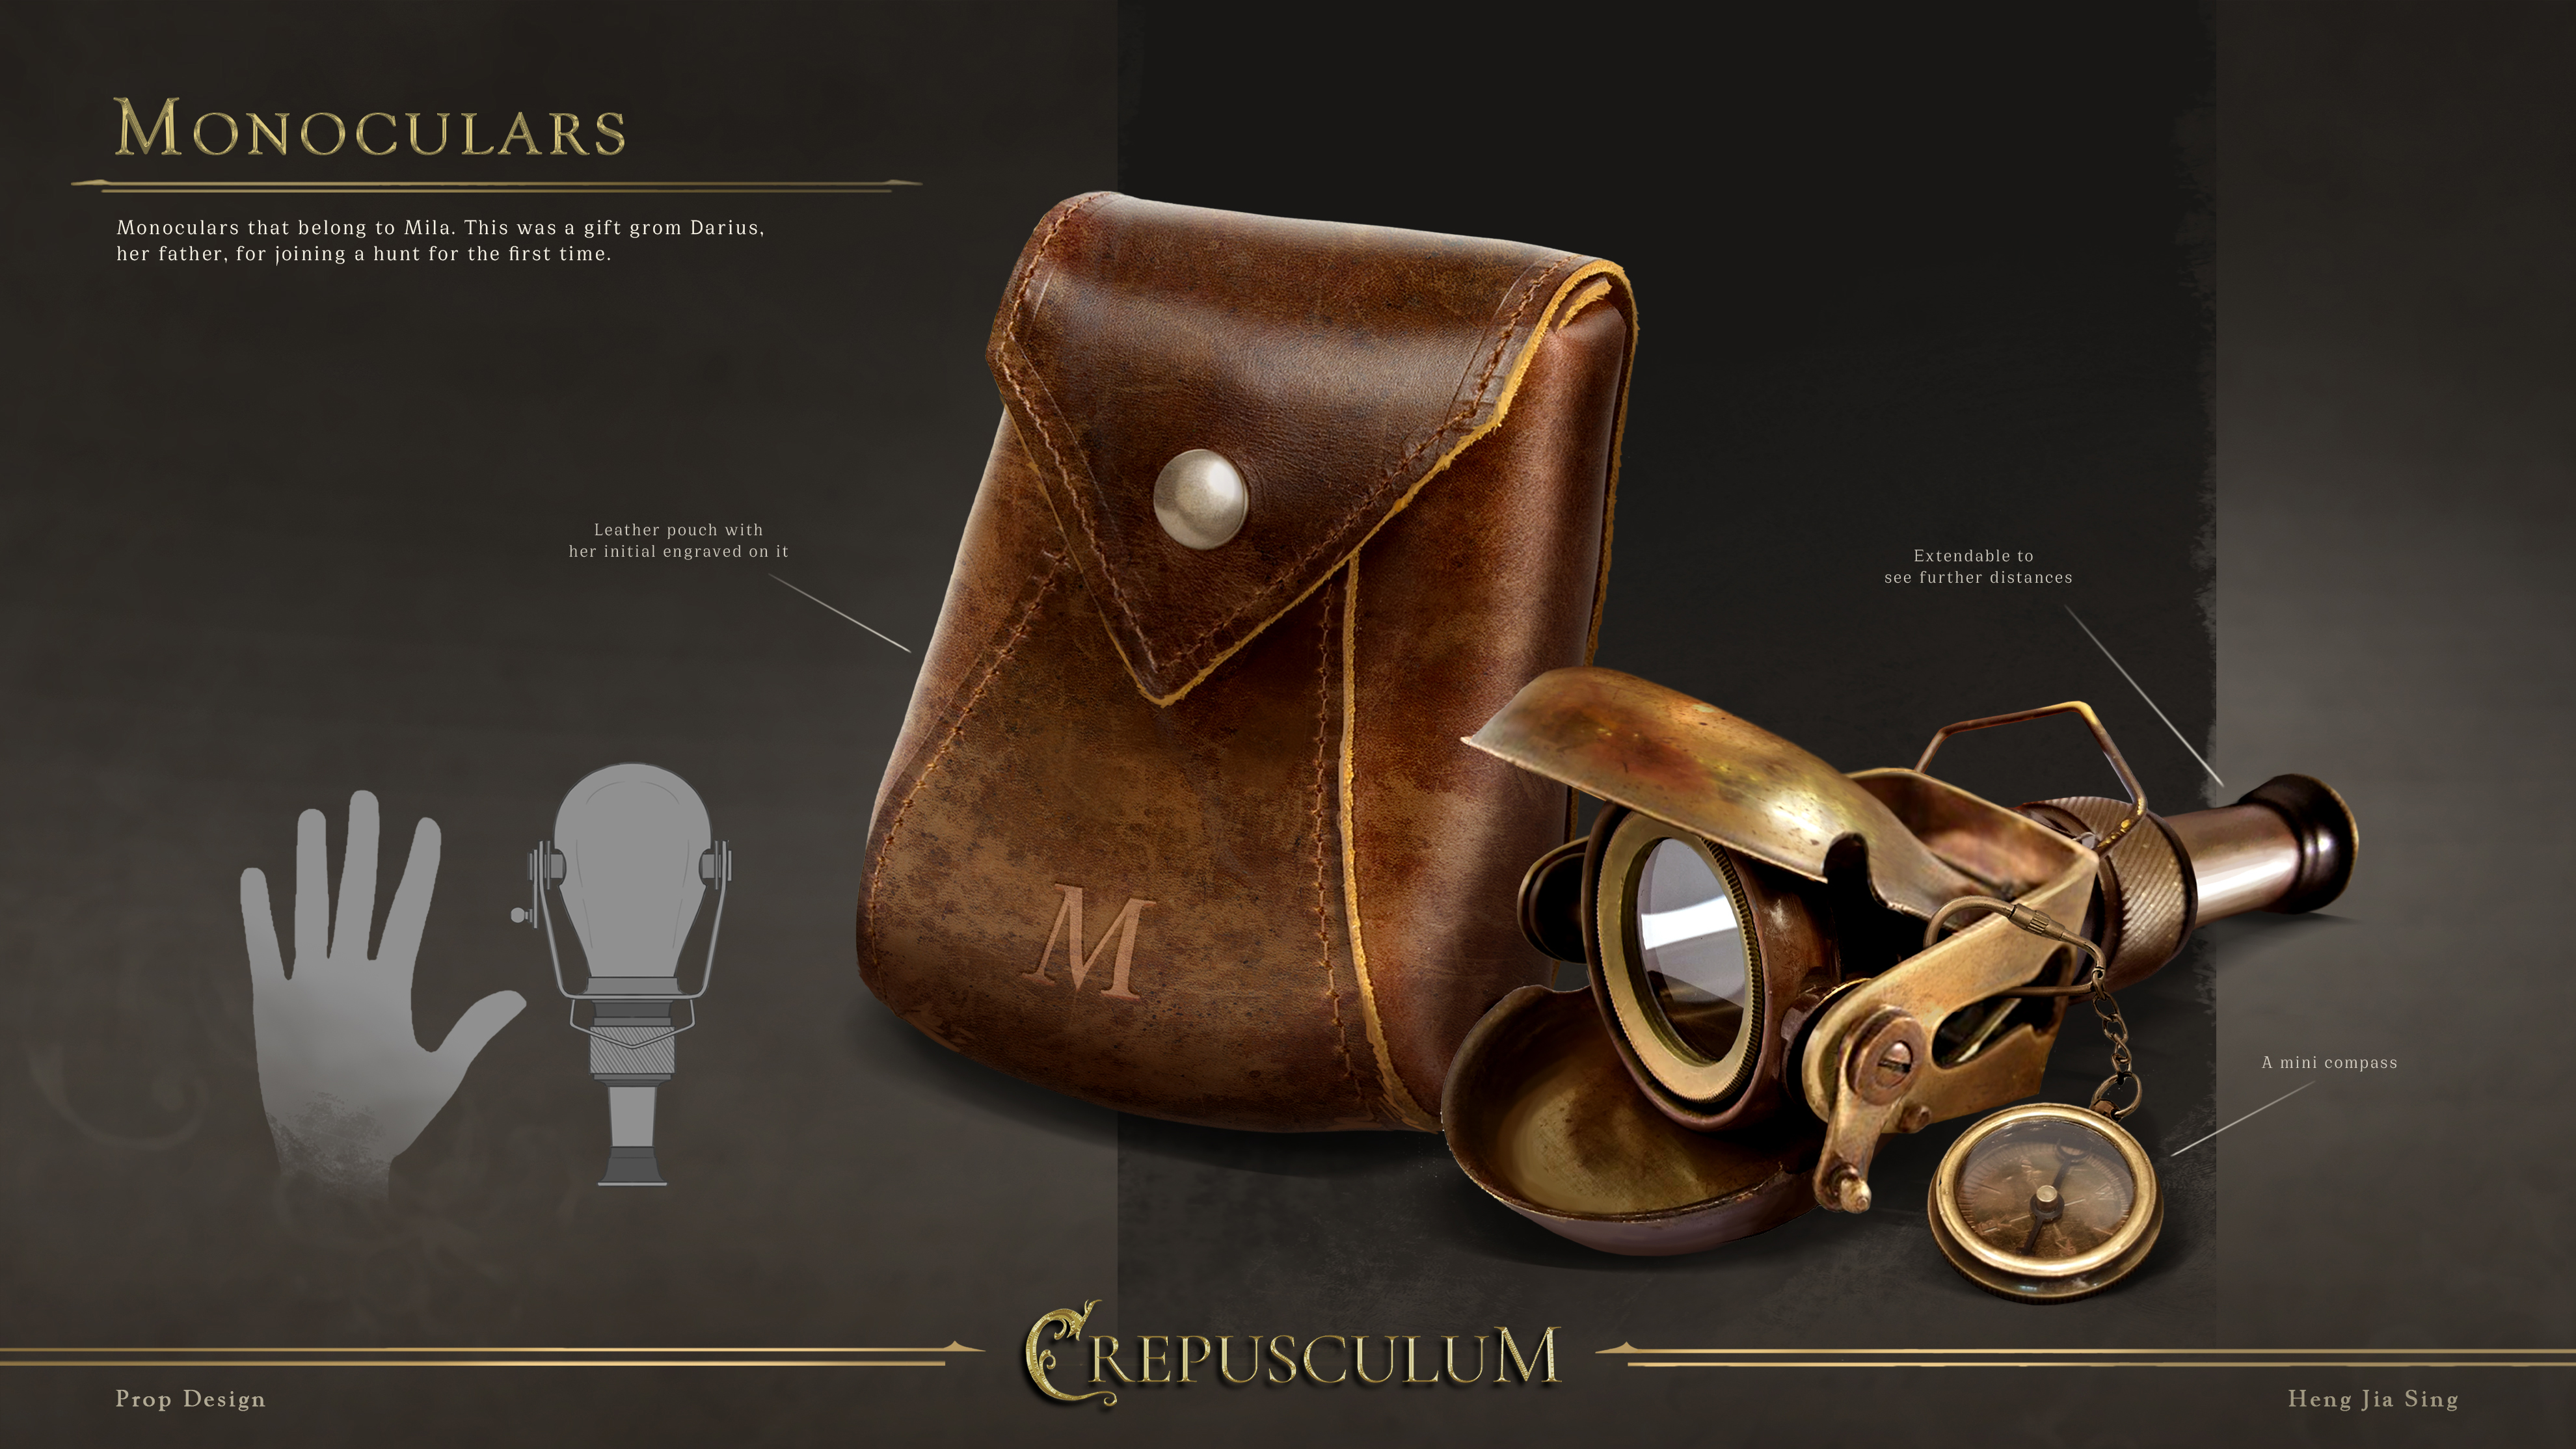 Monoculars
Monoculars that belong to Mila. This was a gift grom Darius,
her father, for joining a hunt for the first time.
Leather pouch with
her initial engraved on it
Extendable to
see further distances
M
A mini compass
CREPUSCULUM
Prop Design
Heng Jia Sing